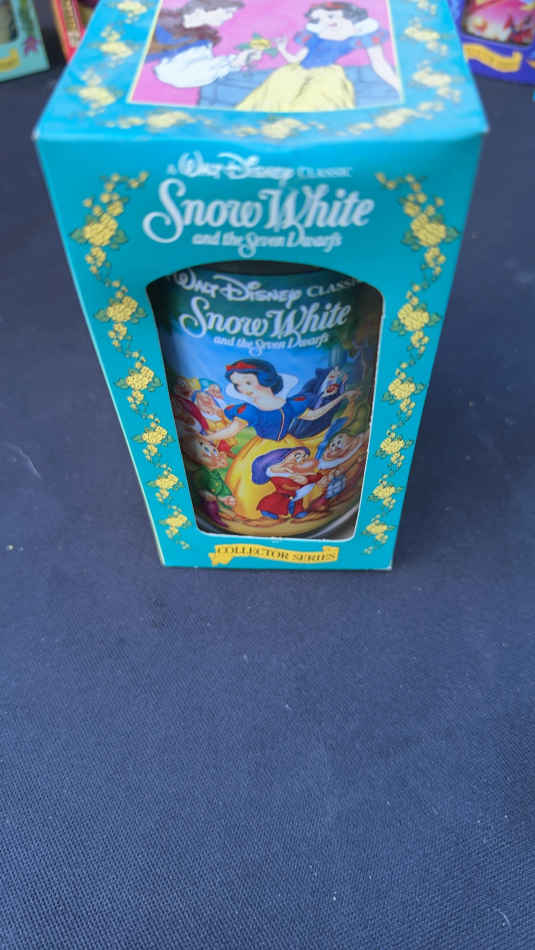 A WALT DISNEY CLASSIC
Snow White
and the Seven Dwarfs
WALT DISNEY CLASSIC
Snow White
and the Seven Dwarfs
COLLECTOR SERIES